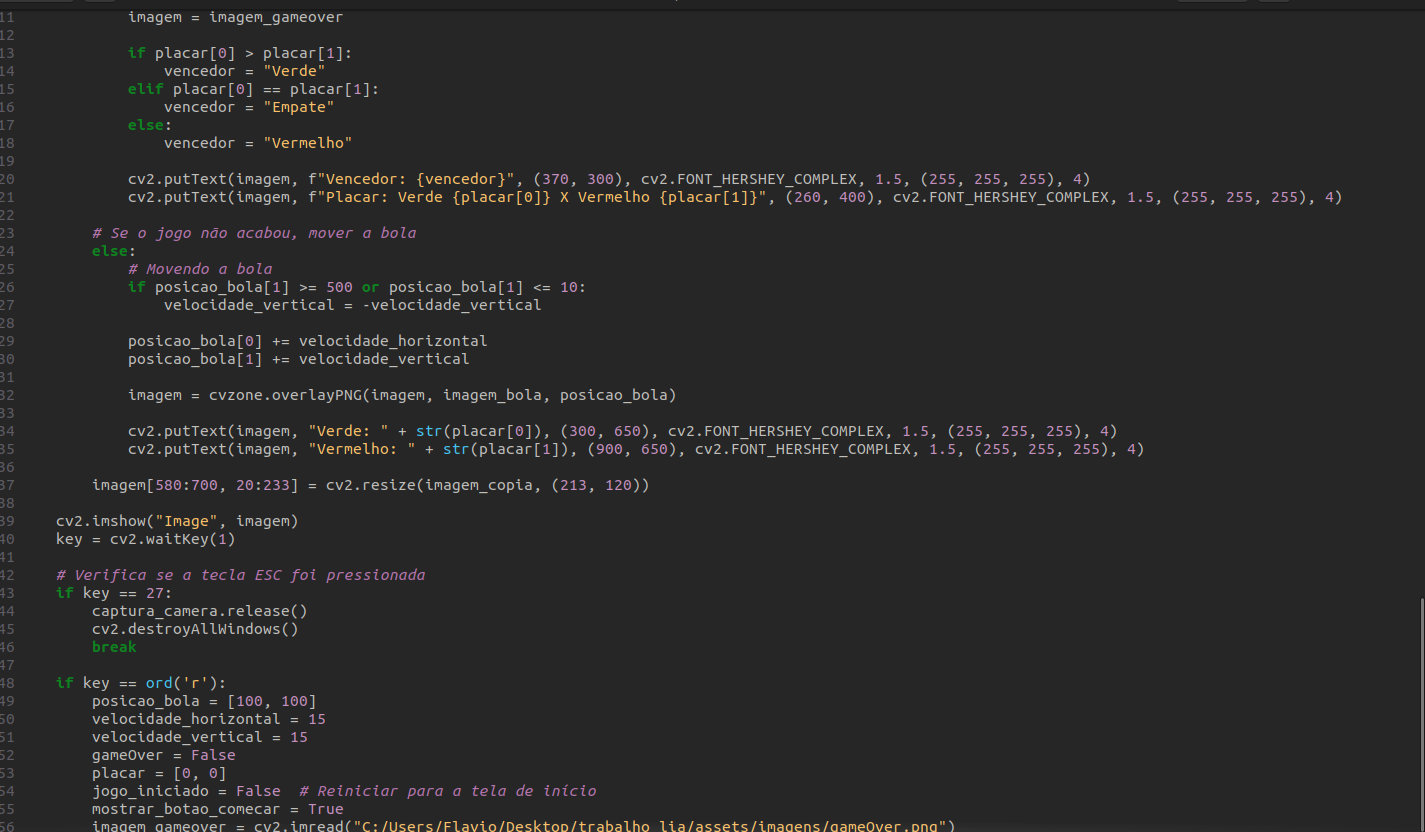 11 imagem = imagem_gameover
12
13 if placar[0] > placar[1]:
14 vencedor = "Verde"
15 elif placar[0] == placar[1]:
16 vencedor = "Empate"
17 else:
18 vencedor = "Vermelho"
19
20 cv2.putText(imagem, f"Vencedor: {vencedor}", (370, 300), cv2.FONT_HERSHEY_COMPLEX, 1.5, (255, 255, 255), 4)
21 cv2.putText(imagem, f"Placar: Verde {placar[0]} X Vermelho {placar[1]}", (260, 400), cv2.FONT_HERSHEY_COMPLEX, 1.5, (255, 255, 255), 4)
22
23 # Se o jogo não acabou, mover a bola
24 else:
25 # Movendo a bola
26 if posicao_bola[1] >= 500 or posicao_bola[1] <= 10:
27 velocidade_vertical = -velocidade_vertical
28
29 posicao_bola[0] += velocidade_horizontal
30 posicao_bola[1] += velocidade_vertical
31
32 imagem = cvzone.overlayPNG(imagem, imagem_bola, posicao_bola)
33
34 cv2.putText(imagem, "Verde: " + str(placar[0]), (300, 650), cv2.FONT_HERSHEY_COMPLEX, 1.5, (255, 255, 255), 4)
35 cv2.putText(imagem, "Vermelho: " + str(placar[1]), (900, 650), cv2.FONT_HERSHEY_COMPLEX, 1.5, (255, 255, 255), 4)
36
37 imagem[580:700, 20:233] = cv2.resize(imagem_copia, (213, 120))
38
39 cv2.imshow("Image", imagem)
40 key = cv2.waitKey(1)
41
42 # Verifica se a tecla ESC foi pressionada
43 if key == 27:
44 captura_camera.release()
45 cv2.destroyAllWindows()
46 break
47
48 if key == ord('r'):
49 posicao_bola = [100, 100]
50 velocidade_horizontal = 15
51 velocidade_vertical = 15
52 gameOver = False
53 placar = [0, 0]
54 jogo_iniciado = False # Reiniciar para a tela de início
55 mostrar_botao_comecar = True
56 imagem_gameover = cv2.imread("C:/Users/Flavio/Desktop/trabalho_lia/assets/imagens/gameOver.png")